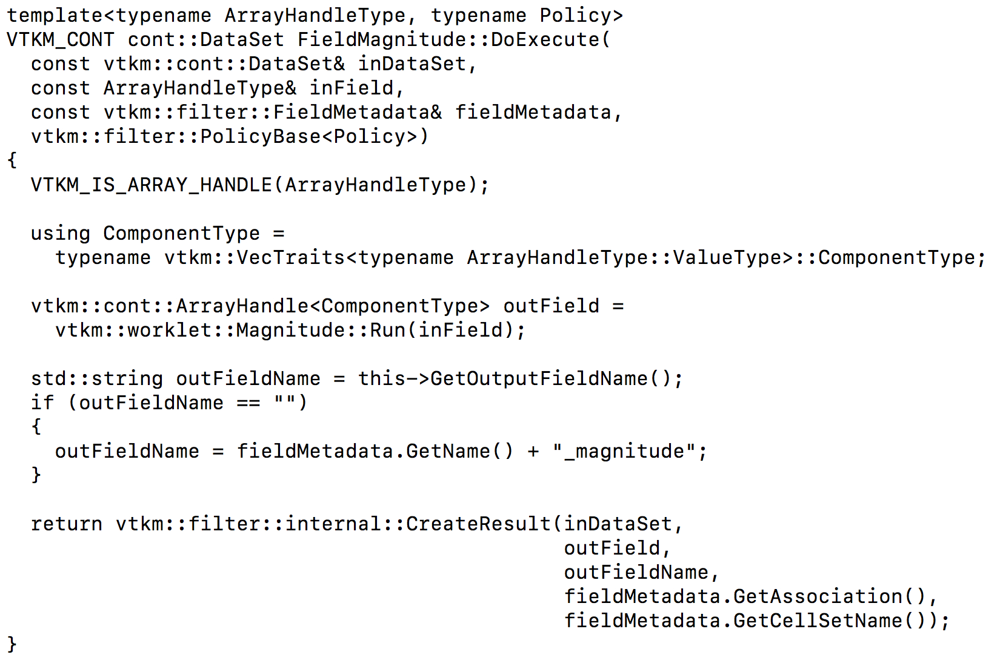 template<typename ArrayHandleType, typename Policy>
VTKM_CONT cont::DataSet FieldMagnitude::DoExecute(
  const vtkm::cont::DataSet& inDataSet,
  const ArrayHandleType& inField,
  const vtkm::filter::FieldMetadata& fieldMetadata,
  vtkm::filter::PolicyBase<Policy>)
{
  VTKM_IS_ARRAY_HANDLE(ArrayHandleType);

  using ComponentType =
    typename vtkm::VecTraits<typename ArrayHandleType::ValueType>::ComponentType;

  vtkm::cont::ArrayHandle<ComponentType> outField =
    vtkm::worklet::Magnitude::Run(inField);

  std::string outFieldName = this->GetOutputFieldName();
  if (outFieldName == "")
  {
    outFieldName = fieldMetadata.GetName() + "_magnitude";
  }

  return vtkm::filter::internal::CreateResult(inDataSet,
                                              outField,
                                              outFieldName,
                                              fieldMetadata.GetAssociation(),
                                              fieldMetadata.GetCellSetName());
}